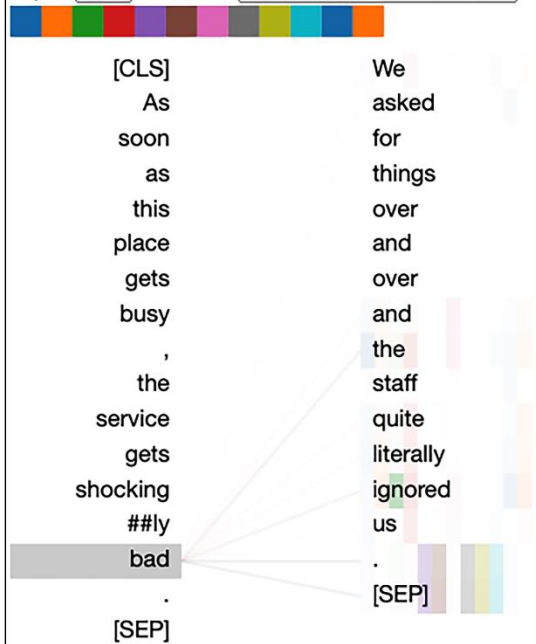 [CLS]
As
soon
as
this
place
gets
busy
,
the
service
gets
shocking
##ly
bad
.
[SEP]
We
asked
for
things
over
and
over
and
the
staff
quite
literally
ignored
us
.
[SEP]